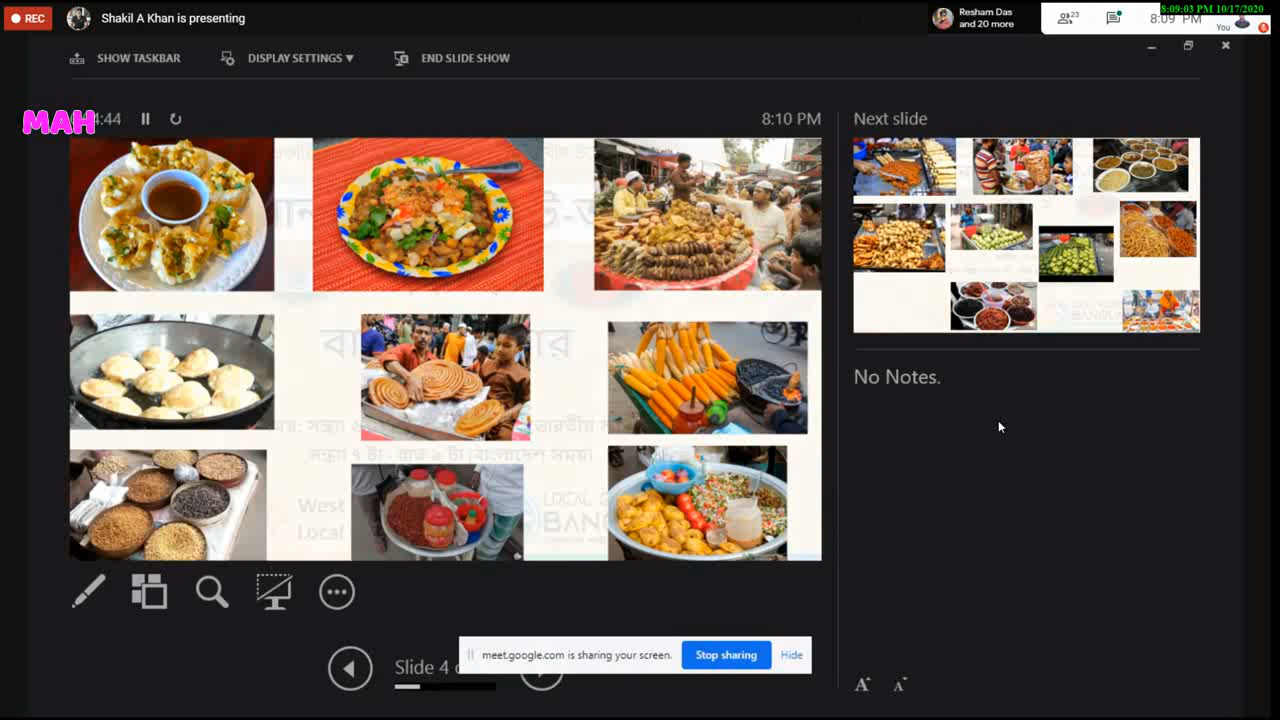 REC
Shakil A Khan is presenting
Resham Das
and 20 more
23
8:09:03 PM 10/17/2020
8:09 PM
You
SHOW TASKBAR
DISPLAY SETTINGS ▼
END SLIDE SHOW
MAH
4:44
8:10 PM
Next slide
No Notes.
West
Local
LOCAL
BAN
meet.google.com is sharing your screen.
Stop sharing
Hide
Slide 4
A
A